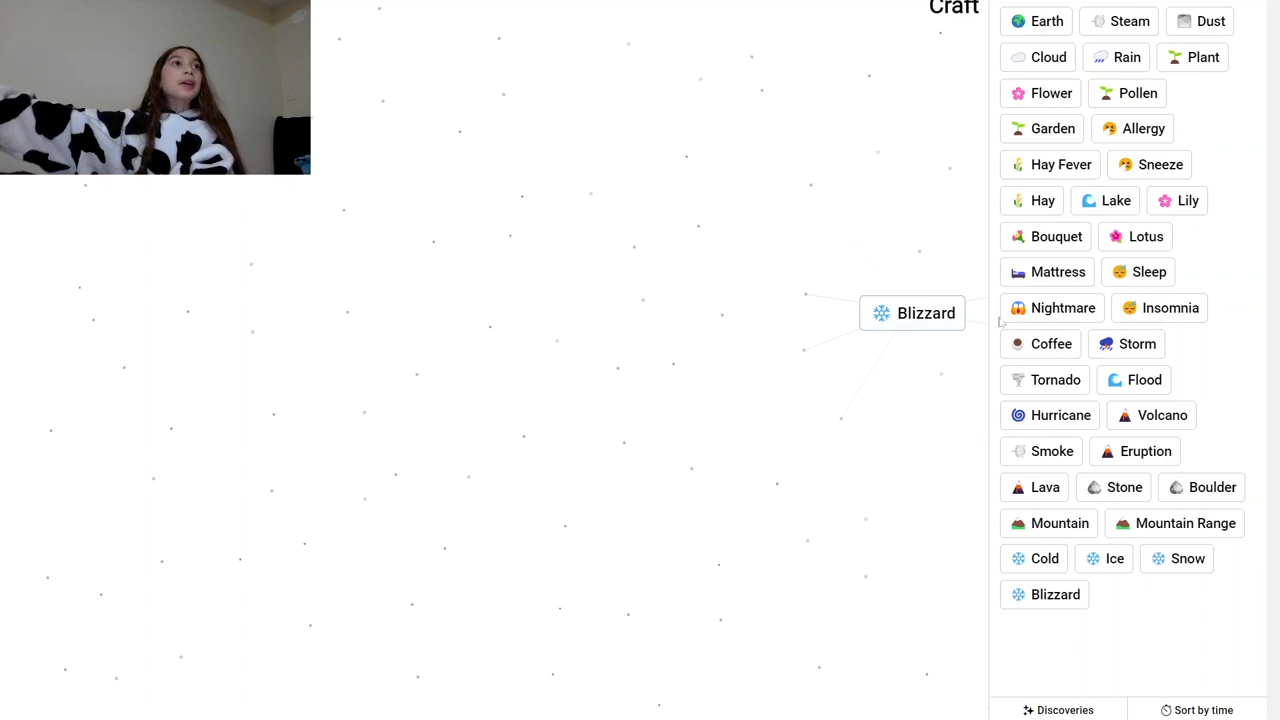 Craft
Earth Steam Dust
Cloud Rain Plant
Flower Pollen
Garden Allergy
Hay Fever Sneeze
Hay Lake Lily
Bouquet Lotus
Mattress Sleep
Nightmare Insomnia
Blizzard
Coffee Storm
Tornado Flood
Hurricane Volcano
Smoke Eruption
Lava Stone Boulder
Mountain Mountain Range
Cold Ice Snow
Blizzard
Discoveries Sort by time